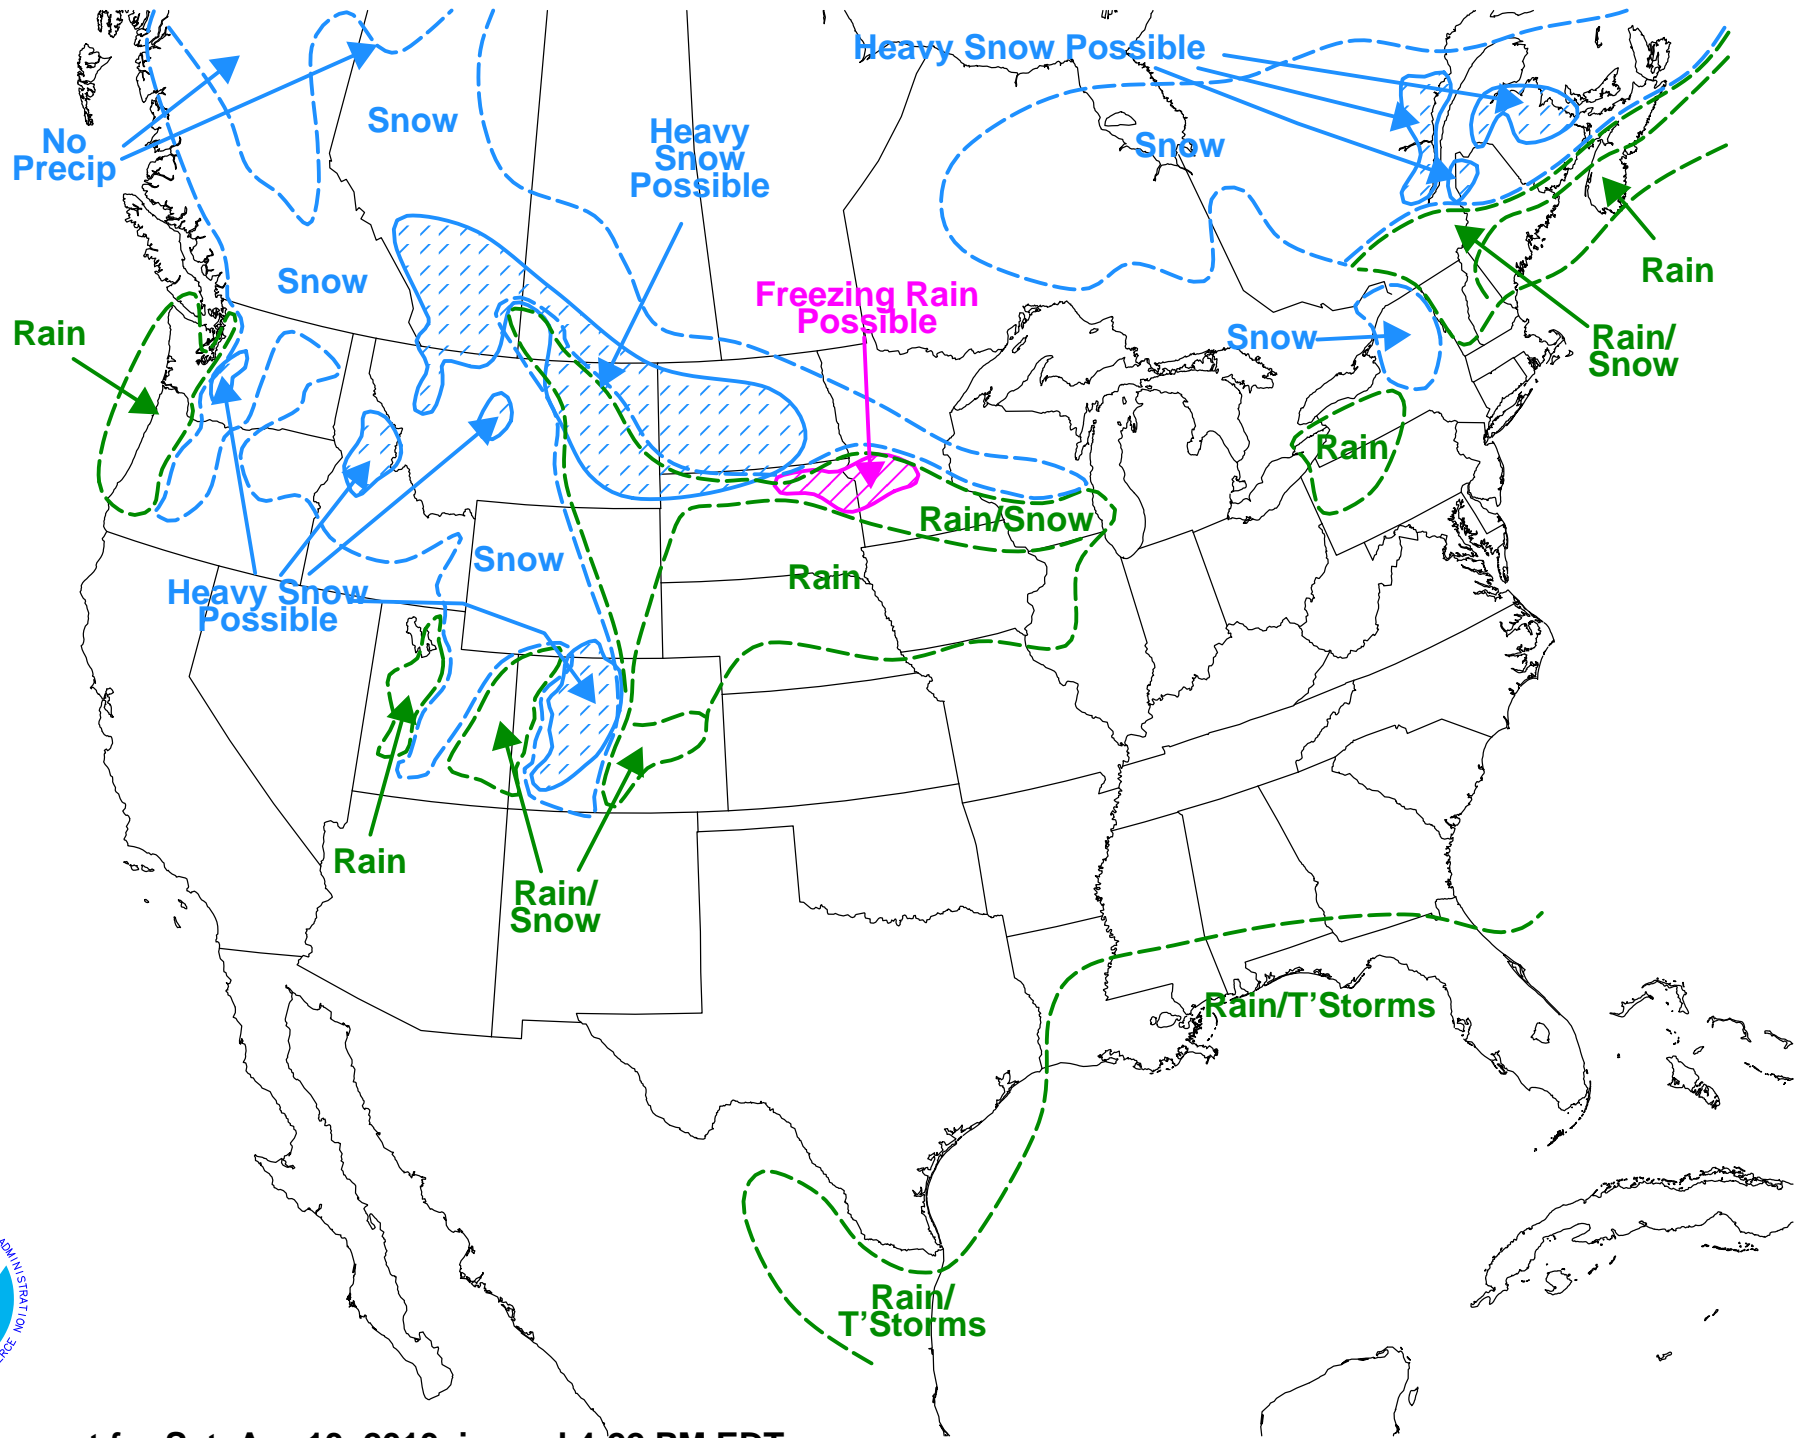 Heavy Snow Possible
No
Precip
Snow
Heavy
Snow
Possible
Snow
Snow
Rain
Freezing Rain
Possible
Rain
Snow
Rain/
Snow
Rain
Rain/Snow
Snow
Rain
Heavy Snow
Possible
Rain
Rain/
Snow
Rain/T'Storms
Rain/
T'Storms
ADMINISTRATION